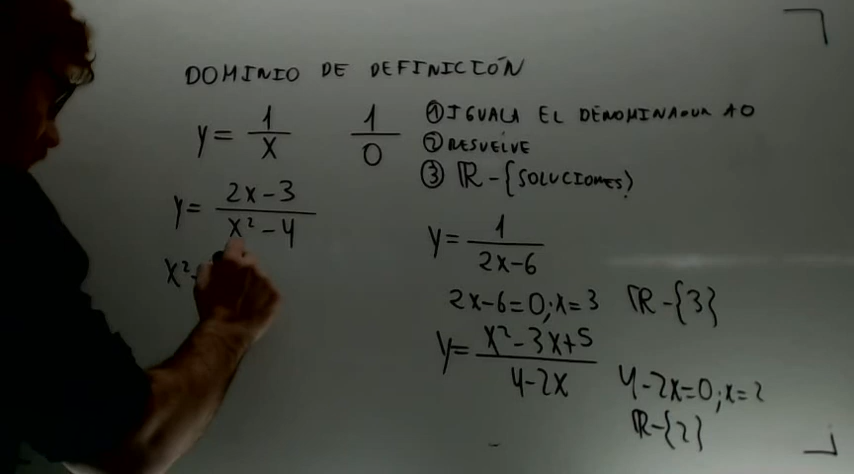 DOMINIO DE DEFINICIÓN
y = 1/x
1/0
① IGUALA EL DENOMINADOR A 0
② RESUELVE
③ ℝ - {SOLUCIONES}
y = (2x - 3)/(x² - 4)
x² -
y = 1/(2x - 6)
2x - 6 = 0; x = 3 ℝ - {3}
y = (x² - 3x + 5)/(4 - 2x)
4 - 2x = 0; x = 2
ℝ - {2}